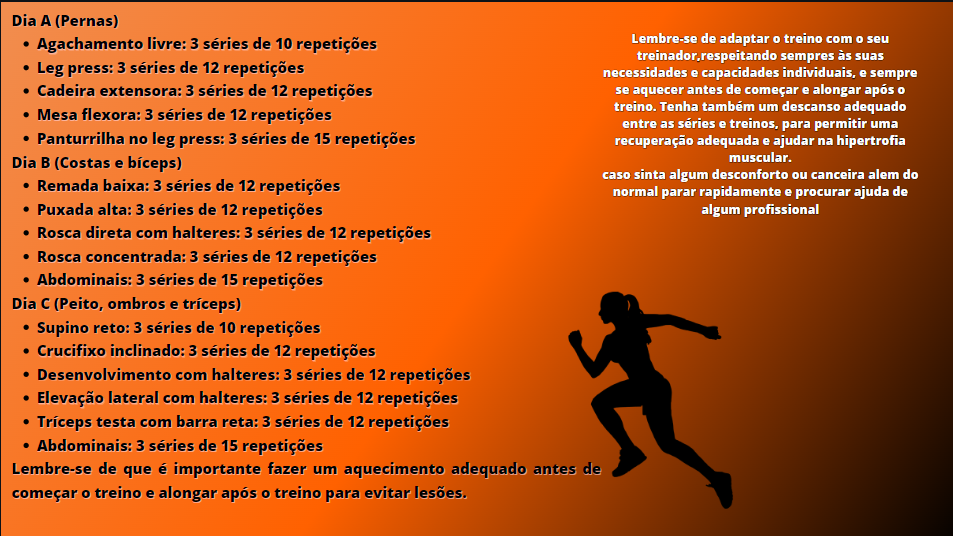 Dia A (Pernas)
• Agachamento livre: 3 séries de 10 repetições
• Leg press: 3 séries de 12 repetições
• Cadeira extensora: 3 séries de 12 repetições
• Mesa flexora: 3 séries de 12 repetições
• Panturrilha no leg press: 3 séries de 15 repetições
Dia B (Costas e bíceps)
• Remada baixa: 3 séries de 12 repetições
• Puxada alta: 3 séries de 12 repetições
• Rosca direta com halteres: 3 séries de 12 repetições
• Rosca concentrada: 3 séries de 12 repetições
• Abdominais: 3 séries de 15 repetições
Dia C (Peito, ombros e tríceps)
• Supino reto: 3 séries de 10 repetições
• Crucifixo inclinado: 3 séries de 12 repetições
• Desenvolvimento com halteres: 3 séries de 12 repetições
• Elevação lateral com halteres: 3 séries de 12 repetições
• Tríceps testa com barra reta: 3 séries de 12 repetições
• Abdominais: 3 séries de 15 repetições
Lembre-se de que é importante fazer um aquecimento adequado antes de
começar o treino e alongar após o treino para evitar lesões.
Lembre-se de adaptar o treino com o seu
treinador,respeitando sempre às suas
necessidades e capacidades individuais, e sempre
se aquecer antes de começar e alongar após o
treino. Tenha também um descanso adequado
entre as séries e treinos, para permitir uma
recuperação adequada e ajudar na hipertrofia
muscular.
caso sinta algum desconforto ou canceira alem do
normal parar rapidamente e procurar ajuda de
algum profissional